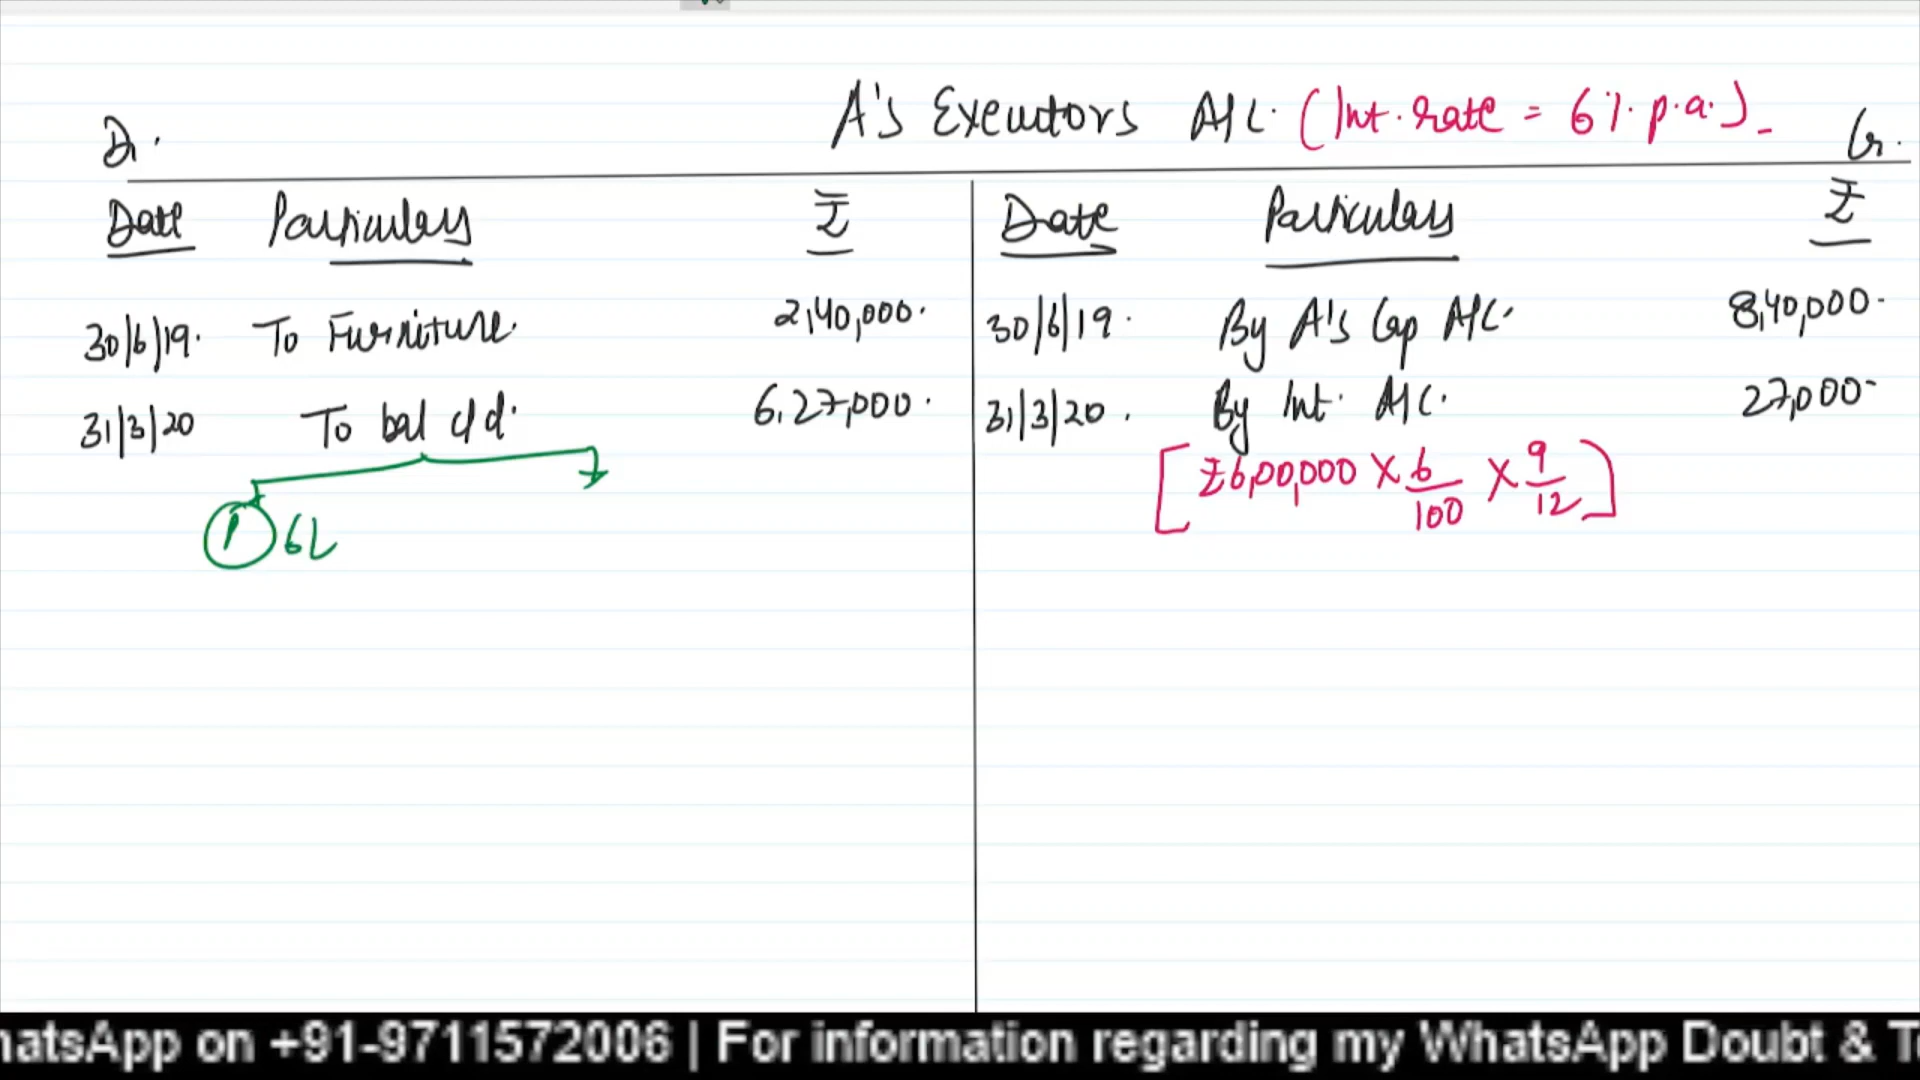 A's Executors A/C. (Int. rate = 6%. p.a.)
Dr. Cr.
Date Particulars ₹ Date Particulars ₹
30/6/19. To Furniture. 2,40,000. 30/6/19. By A's Cap A/C. 8,40,000.
31/3/20 To bal c/d. 6,27,000. 31/3/20. By Int. A/C. 27,000
[₹6,00,000 X 6/100 X 9/12]
P 6L
hatsApp on +91-9711572006 | For information regarding my WhatsApp Doubt & T